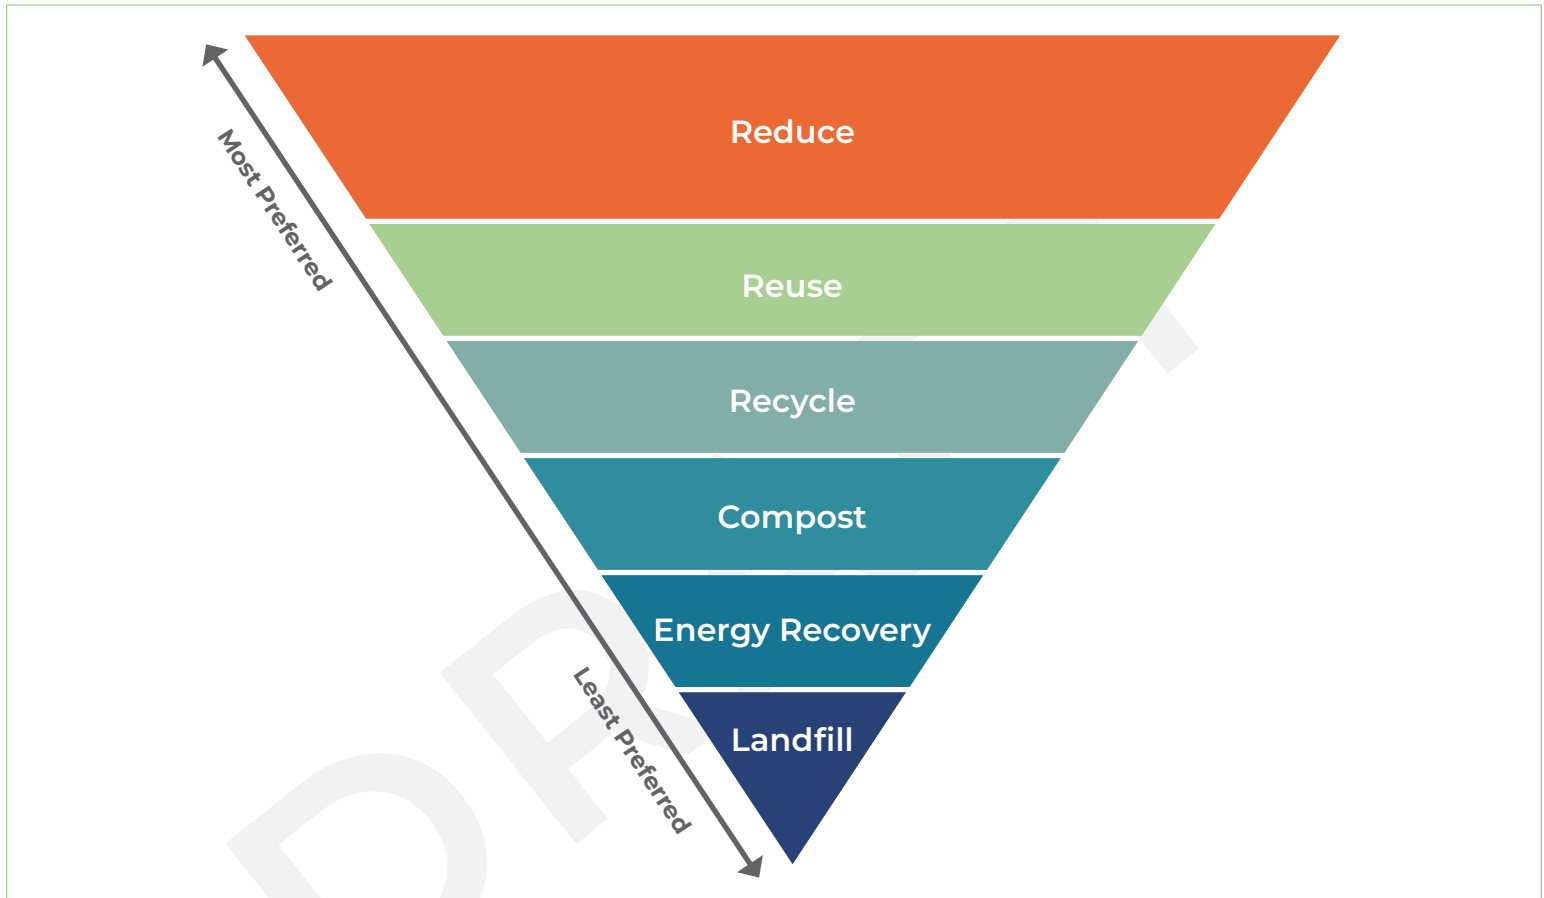 Most Preferred
Reduce
Reuse
Recycle
Compost
Energy Recovery
Least Preferred
Landfill